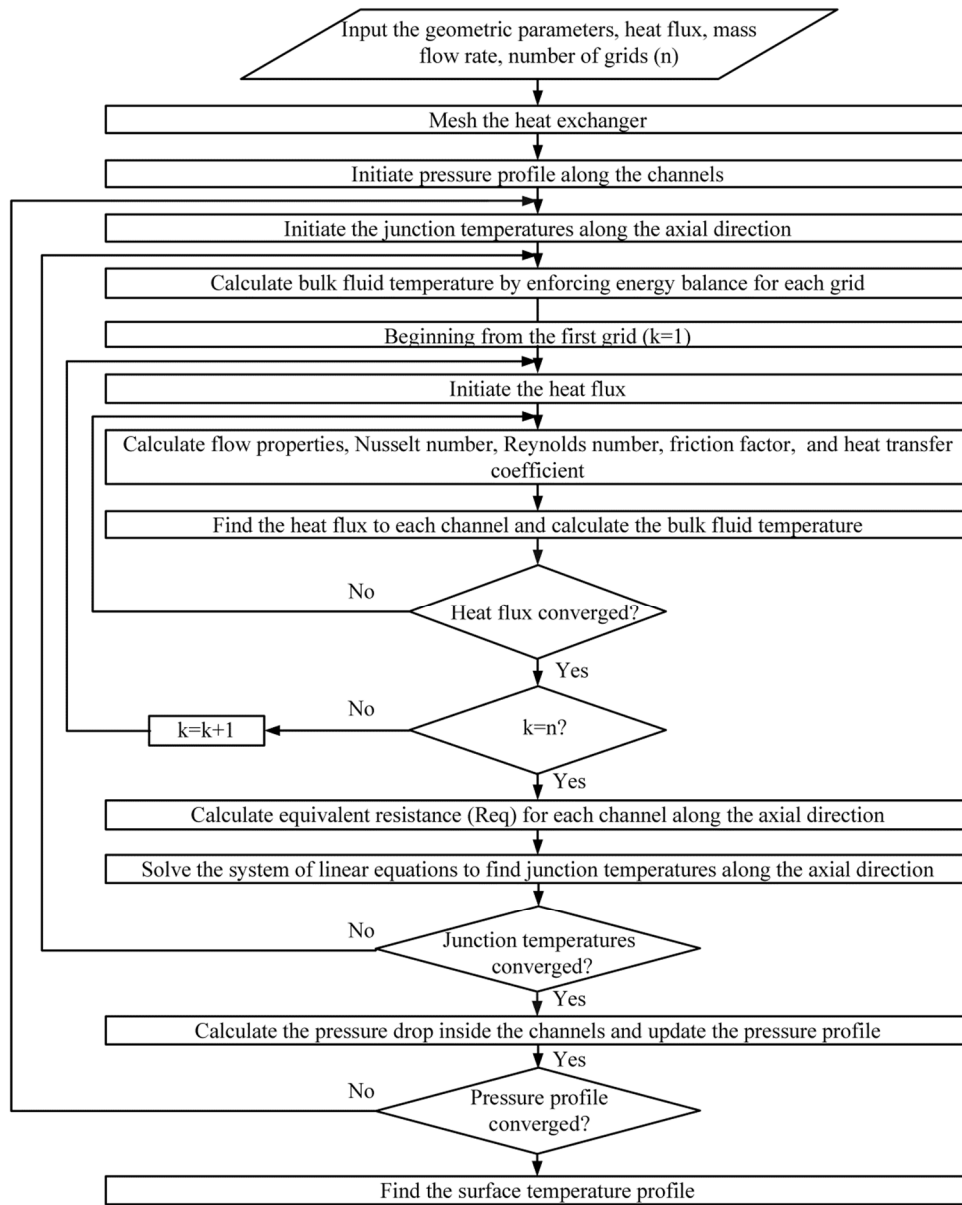 Input the geometric parameters, heat flux, mass
flow rate, number of grids (n)
Mesh the heat exchanger
Initiate pressure profile along the channels
Initiate the junction temperatures along the axial direction
Calculate bulk fluid temperature by enforcing energy balance for each grid
Beginning from the first grid (k=1)
Initiate the heat flux
Calculate flow properties, Nusselt number, Reynolds number, friction factor, and heat transfer
coefficient
Find the heat flux to each channel and calculate the bulk fluid temperature
No
Heat flux converged?
Yes
No
k=k+1
k=n?
Yes
Calculate equivalent resistance (Req) for each channel along the axial direction
Solve the system of linear equations to find junction temperatures along the axial direction
No
Junction temperatures
converged?
Yes
Calculate the pressure drop inside the channels and update the pressure profile
Yes
No
Pressure profile
converged?
Find the surface temperature profile